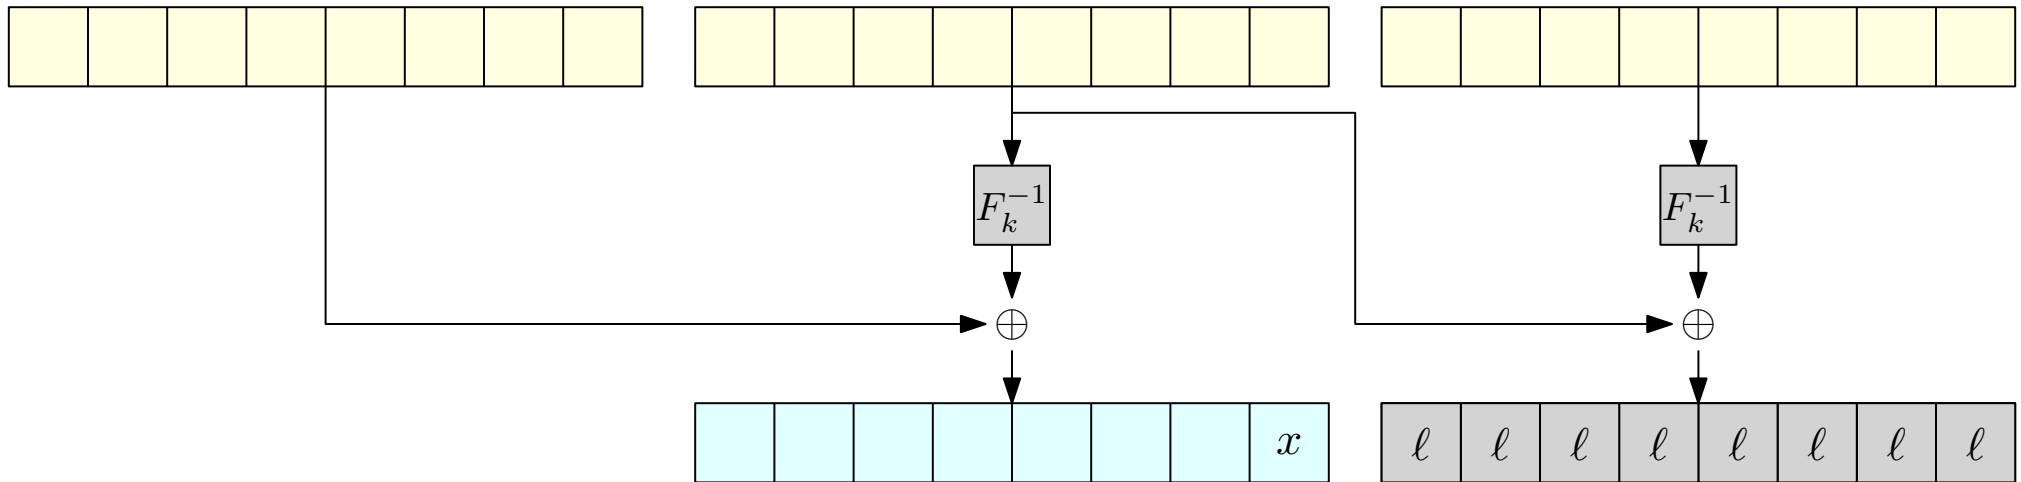 F_k^{-1} F_k^{-1}
⊕ ⊕
x ℓ ℓ ℓ ℓ ℓ ℓ ℓ ℓ